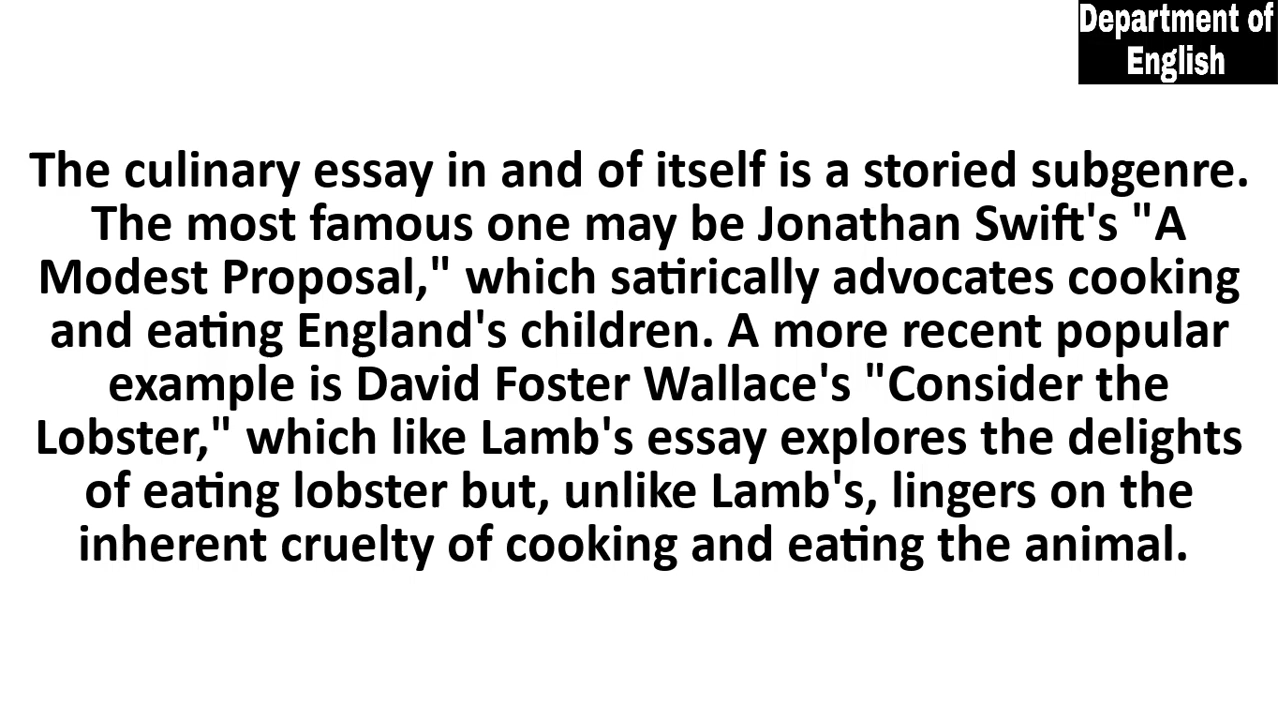 Department of
English
The culinary essay in and of itself is a storied subgenre.
The most famous one may be Jonathan Swift's "A
Modest Proposal," which satirically advocates cooking
and eating England's children. A more recent popular
example is David Foster Wallace's "Consider the
Lobster," which like Lamb's essay explores the delights
of eating lobster but, unlike Lamb's, lingers on the
inherent cruelty of cooking and eating the animal.